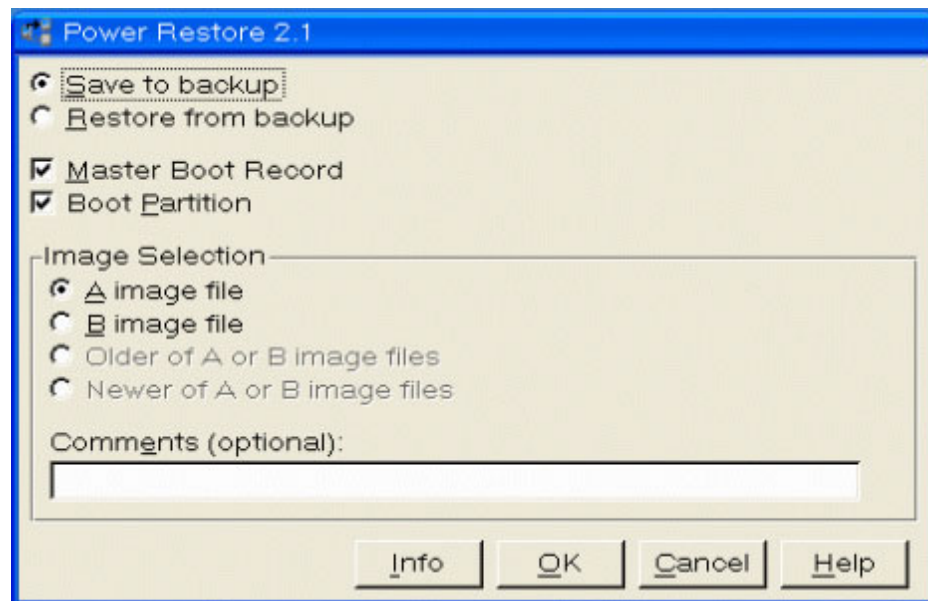 Power Restore 2.1
Save to backup
Restore from backup
Master Boot Record
Boot Partition
Image Selection
A image file
B image file
Older of A or B image files
Newer of A or B image files
Comments (optional):
Info OK Cancel Help